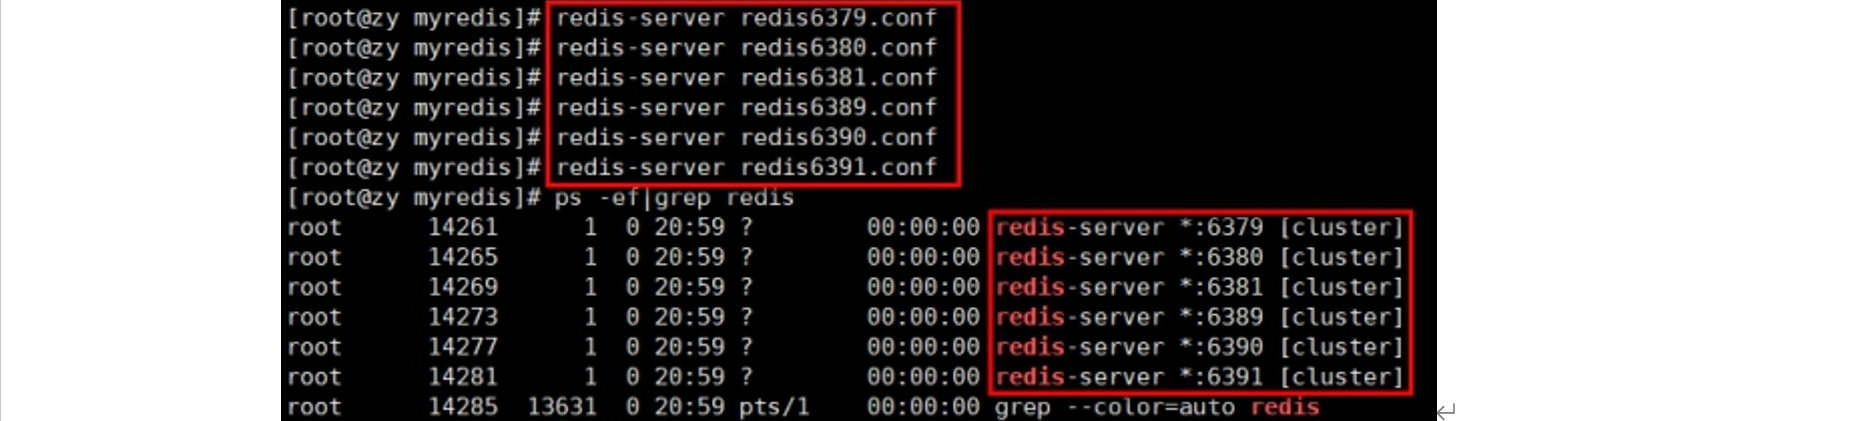 [root@zy myredis]# redis-server redis6379.conf
[root@zy myredis]# redis-server redis6380.conf
[root@zy myredis]# redis-server redis6381.conf
[root@zy myredis]# redis-server redis6389.conf
[root@zy myredis]# redis-server redis6390.conf
[root@zy myredis]# redis-server redis6391.conf
[root@zy myredis]# ps -ef|grep redis
root 14261 1 0 20:59 ? 00:00:00 redis-server *:6379 [cluster]
root 14265 1 0 20:59 ? 00:00:00 redis-server *:6380 [cluster]
root 14269 1 0 20:59 ? 00:00:00 redis-server *:6381 [cluster]
root 14273 1 0 20:59 ? 00:00:00 redis-server *:6389 [cluster]
root 14277 1 0 20:59 ? 00:00:00 redis-server *:6390 [cluster]
root 14281 1 0 20:59 ? 00:00:00 redis-server *:6391 [cluster]
root 14285 13631 0 20:59 pts/1 00:00:00 grep --color=auto redis